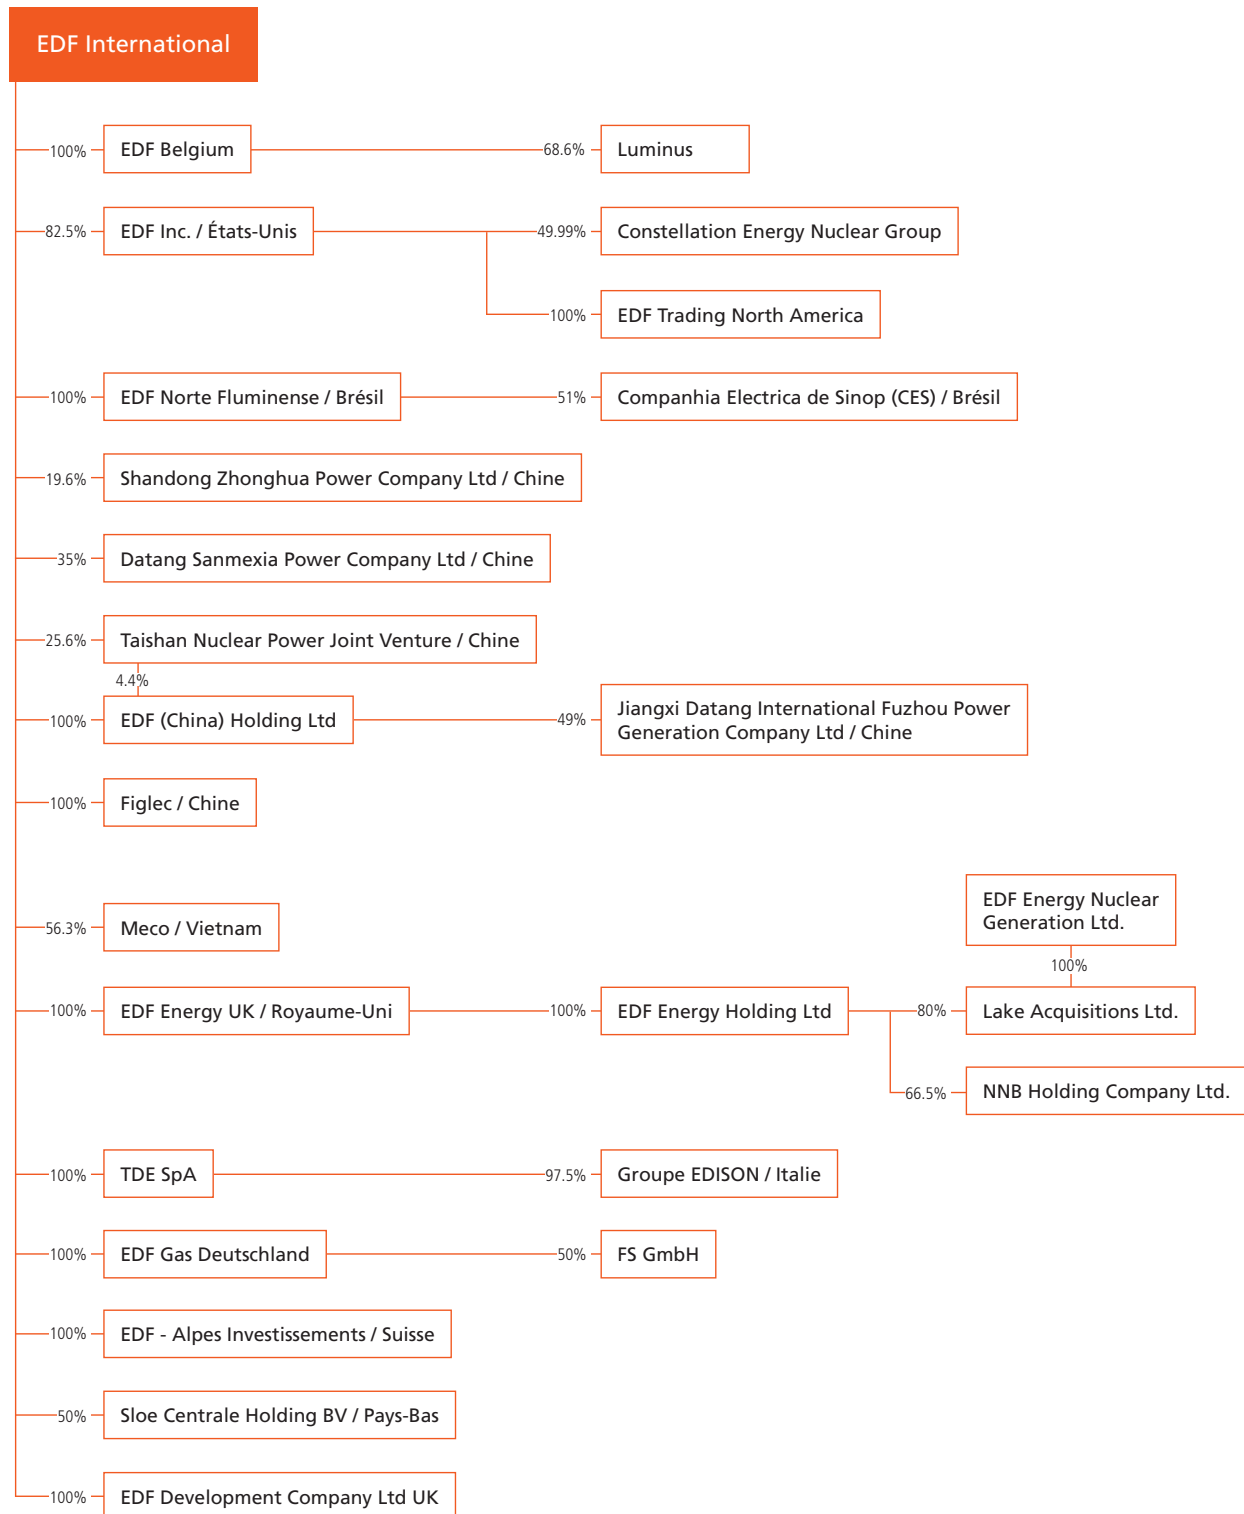 EDF International
100%
EDF Belgium
68.6%
Luminus
82.5%
EDF Inc. / États-Unis
49.99%
Constellation Energy Nuclear Group
100%
EDF Trading North America
100%
EDF Norte Fluminense / Brésil
51%
Companhia Electrica de Sinop (CES) / Brésil
19.6%
Shandong Zhonghua Power Company Ltd / Chine
35%
Datang Sanmexia Power Company Ltd / Chine
25.6%
Taishan Nuclear Power Joint Venture / Chine
4.4%
100%
EDF (China) Holding Ltd
49%
Jiangxi Datang International Fuzhou Power
Generation Company Ltd / Chine
100%
Figlec / Chine
56.3%
Meco / Vietnam
EDF Energy Nuclear
Generation Ltd.
100%
100%
EDF Energy UK / Royaume-Uni
100%
EDF Energy Holding Ltd
80%
Lake Acquisitions Ltd.
66.5%
NNB Holding Company Ltd.
100%
TDE SpA
97.5%
Groupe EDISON / Italie
100%
EDF Gas Deutschland
50%
FS GmbH
100%
EDF - Alpes Investissements / Suisse
50%
Sloe Centrale Holding BV / Pays-Bas
100%
EDF Development Company Ltd UK